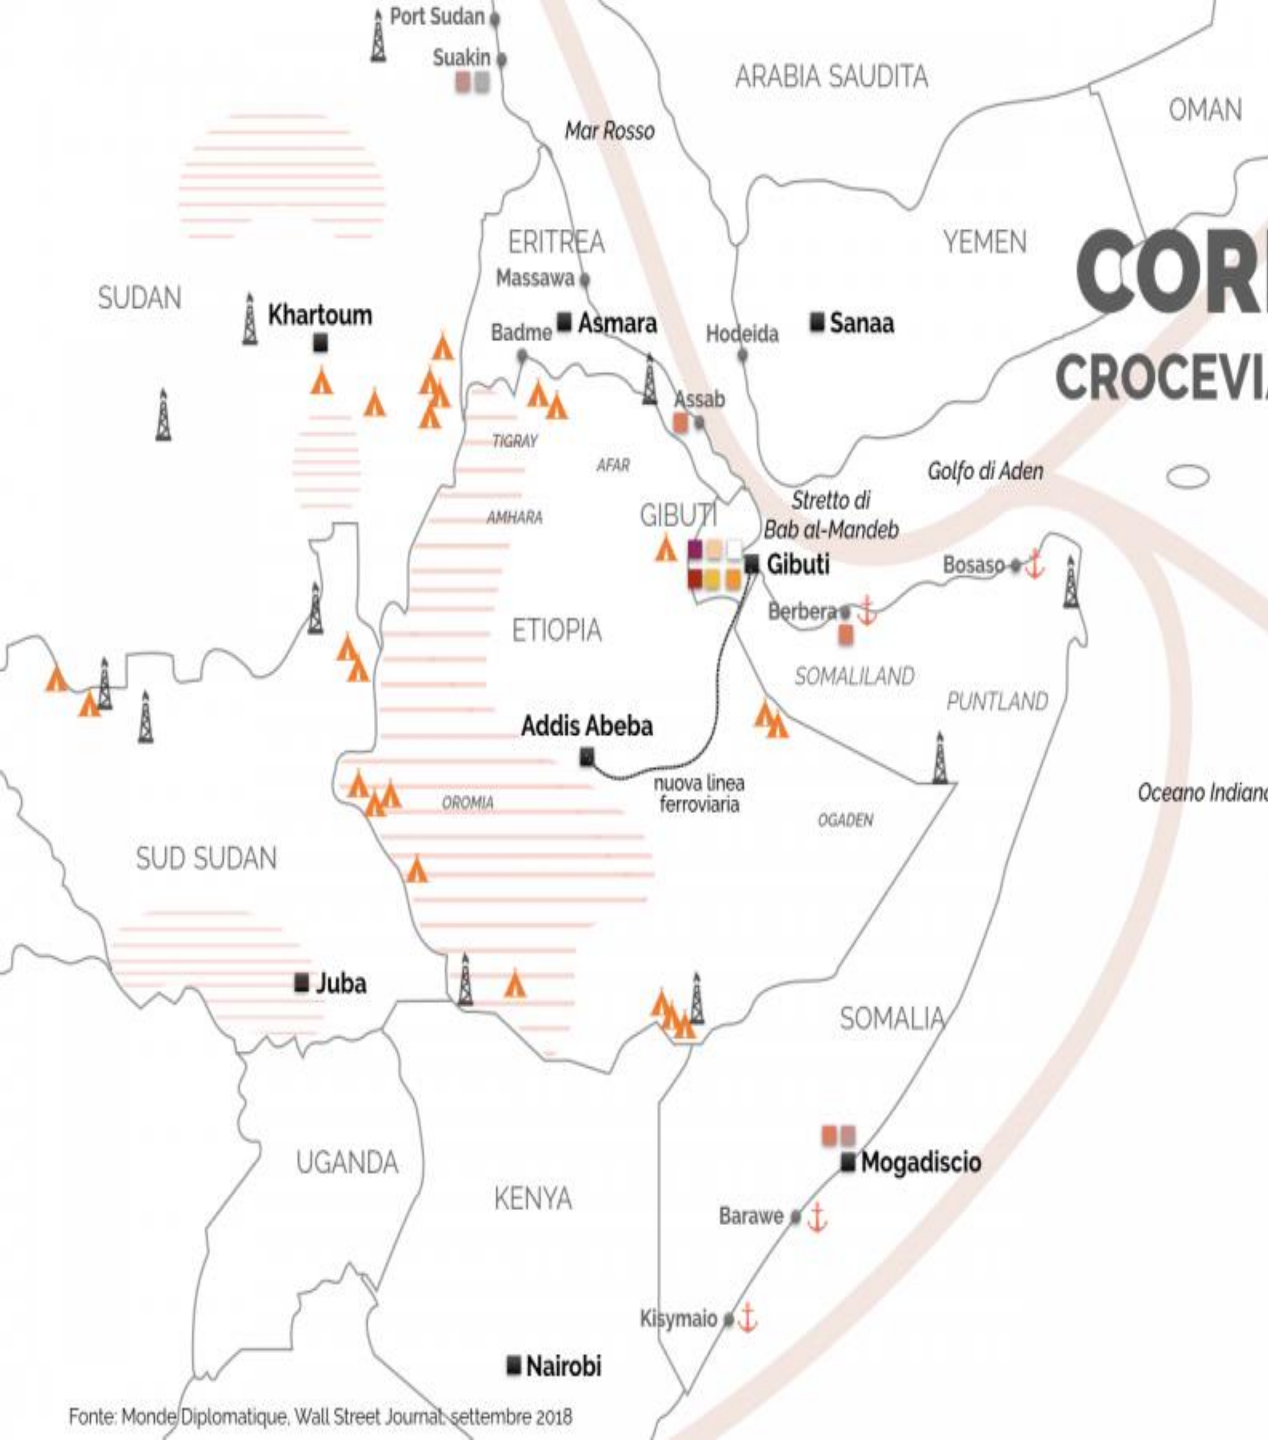 Port Sudan
Suakin
ARABIA SAUDITA
OMAN
Mar Rosso
ERITREA
YEMEN
Massawa
SUDAN
Khartoum
Asmara
Sanaa
Badme
Hodeida
CROCEVI
Assab
TIGRAY
AFAR
Golfo di Aden
Stretto di
Bab al-Mandeb
AMHARA
GIBUTI
Gibuti
Bosaso
Berbera
ETIOPIA
SOMALILAND
PUNTLAND
Addis Abeba
nuova linea
ferroviaria
Oceano Indiano
OROMIA
OGADEN
SUD SUDAN
Juba
SOMALIA
UGANDA
Mogadiscio
KENYA
Barawe
Kisymaio
Nairobi
Fonte: Monde Diplomatique, Wall Street Journal, settembre 2018